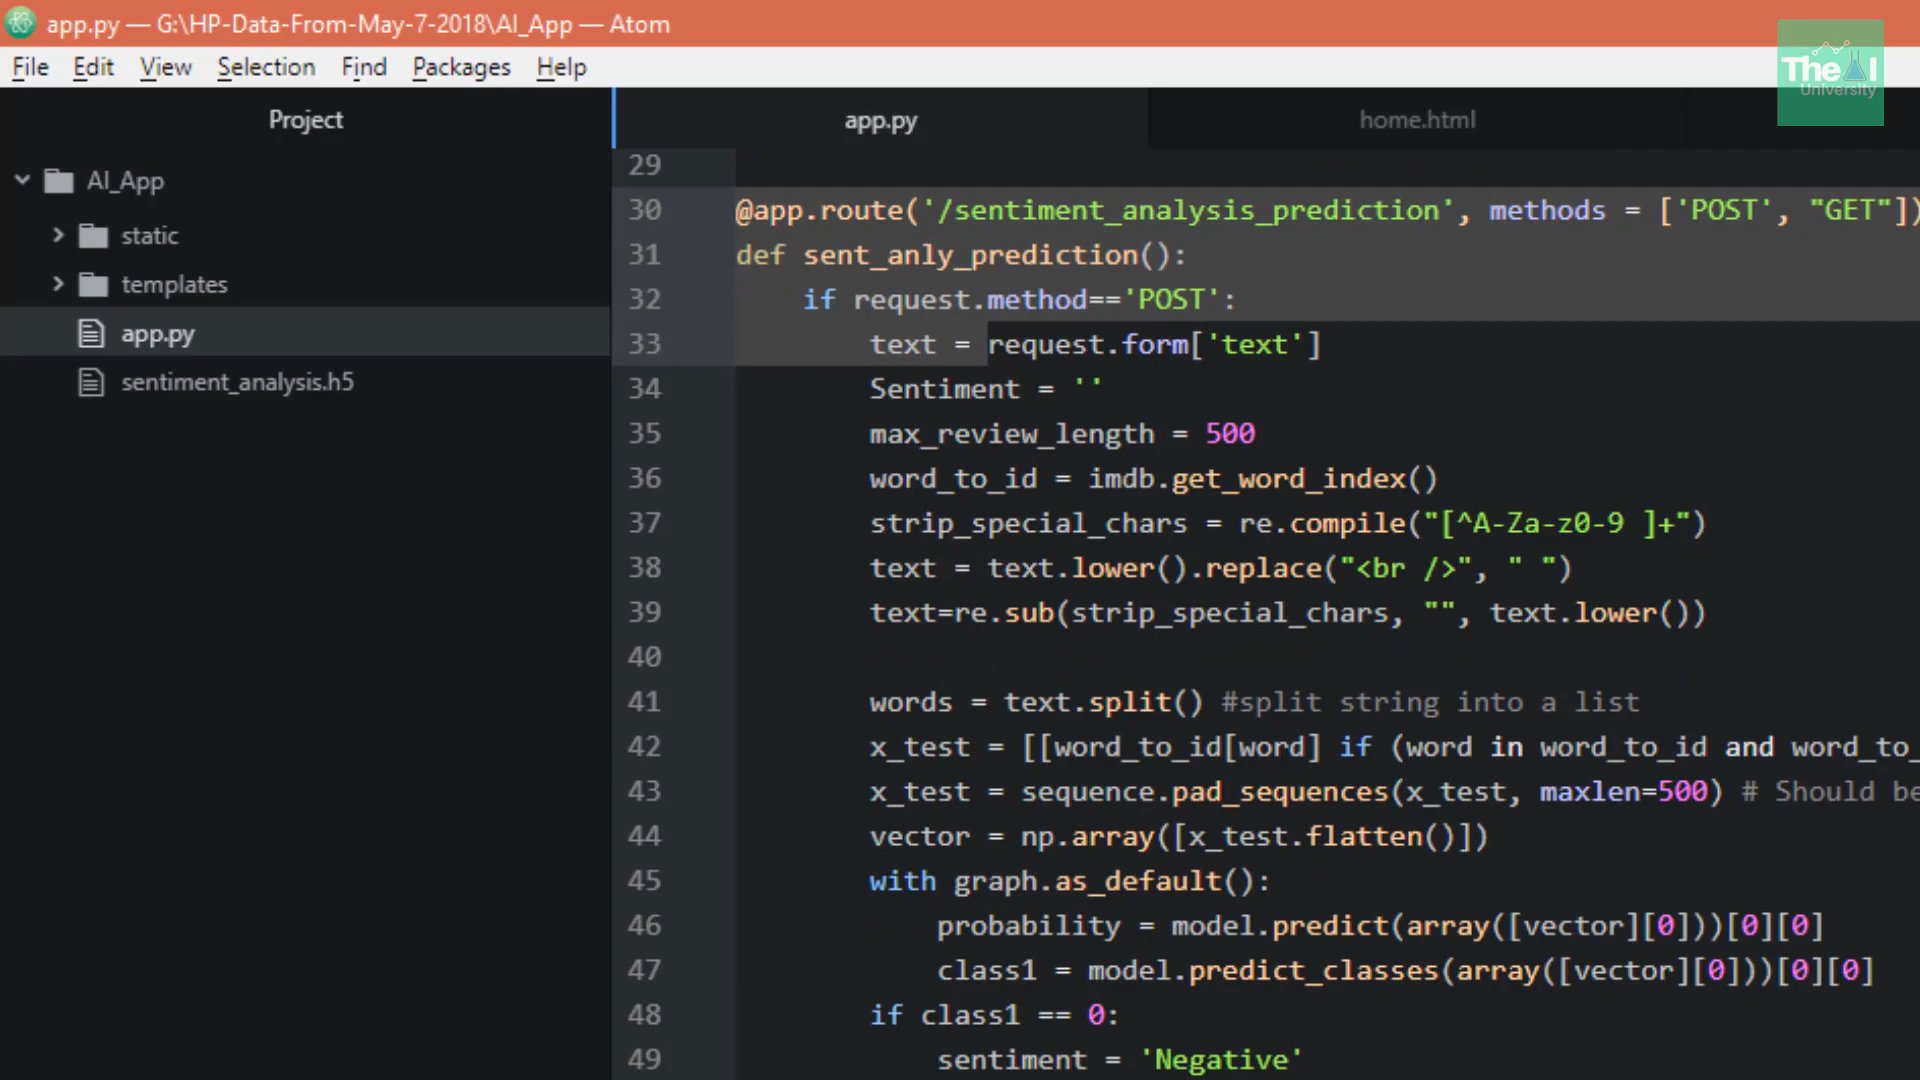 app.py — G:\HP-Data-From-May-7-2018\AI_App — Atom
File Edit View Selection Find Packages Help
The AI
University
Project
app.py
home.html
AI_App
static
templates
app.py
sentiment_analysis.h5
29
30 @app.route('/sentiment_analysis_prediction', methods = ['POST', "GET"])
31 def sent_anly_prediction():
32 if request.method=='POST':
33 text = request.form['text']
34 Sentiment = ''
35 max_review_length = 500
36 word_to_id = imdb.get_word_index()
37 strip_special_chars = re.compile("[^A-Za-z0-9 ]+")
38 text = text.lower().replace("<br />", " ")
39 text=re.sub(strip_special_chars, "", text.lower())
40
41 words = text.split() #split string into a list
42 x_test = [[word_to_id[word] if (word in word_to_id and word_to_
43 x_test = sequence.pad_sequences(x_test, maxlen=500) # Should be
44 vector = np.array([x_test.flatten()])
45 with graph.as_default():
46 probability = model.predict(array([vector][0]))[0][0]
47 class1 = model.predict_classes(array([vector][0]))[0][0]
48 if class1 == 0:
49 sentiment = 'Negative'